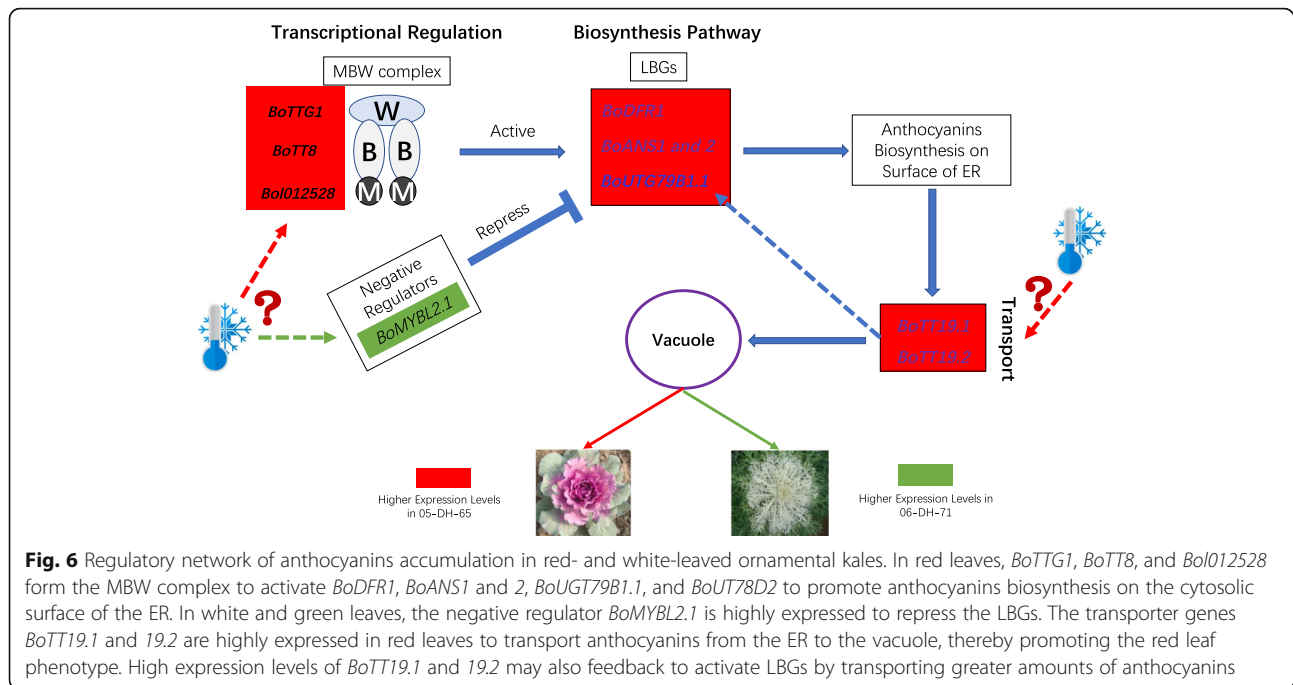 Transcriptional Regulation
Biosynthesis Pathway
MBW complex
LBGs
BoTTG1
BoTT8
Bol012528
W
B B
M M
Active
BoDFR1
BoANS1 and 2
BoUTG79B1.1
Anthocyanins
Biosynthesis on
Surface of ER
Repress
Negative
Regulators
BoMYBL2.1
?
?
BoTT19.1
BoTT19.2
Transport
Vacuole
Higher Expression Levels
in 05-DH-65
Higher Expression Levels in
06-DH-71
Fig. 6 Regulatory network of anthocyanins accumulation in red- and white-leaved ornamental kales. In red leaves, BoTTG1, BoTT8, and Bol012528
form the MBW complex to activate BoDFR1, BoANS1 and 2, BoUGT79B1.1, and BoUT78D2 to promote anthocyanins biosynthesis on the cytosolic
surface of the ER. In white and green leaves, the negative regulator BoMYBL2.1 is highly expressed to repress the LBGs. The transporter genes
BoTT19.1 and 19.2 are highly expressed in red leaves to transport anthocyanins from the ER to the vacuole, thereby promoting the red leaf
phenotype. High expression levels of BoTT19.1 and 19.2 may also feedback to activate LBGs by transporting greater amounts of anthocyanins